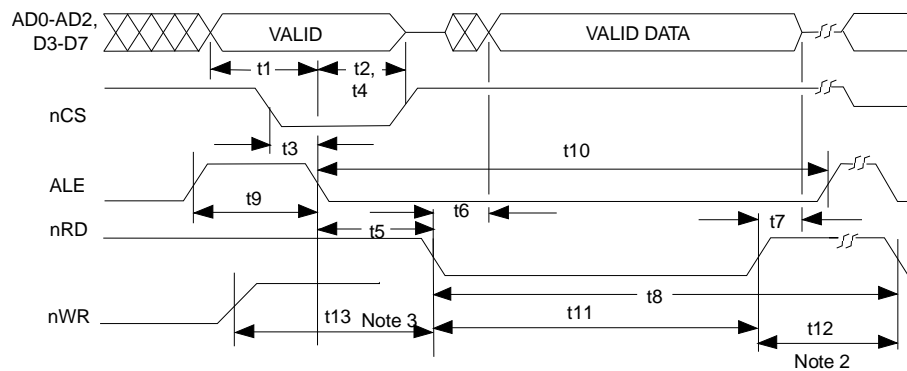 AD0-AD2,
D3-D7
VALID
VALID DATA
t1
t2,
t4
nCS
t3
t10
ALE
t9
t6
t7
nRD
t5
t8
nWR
t13
Note 3
t11
t12
Note 2